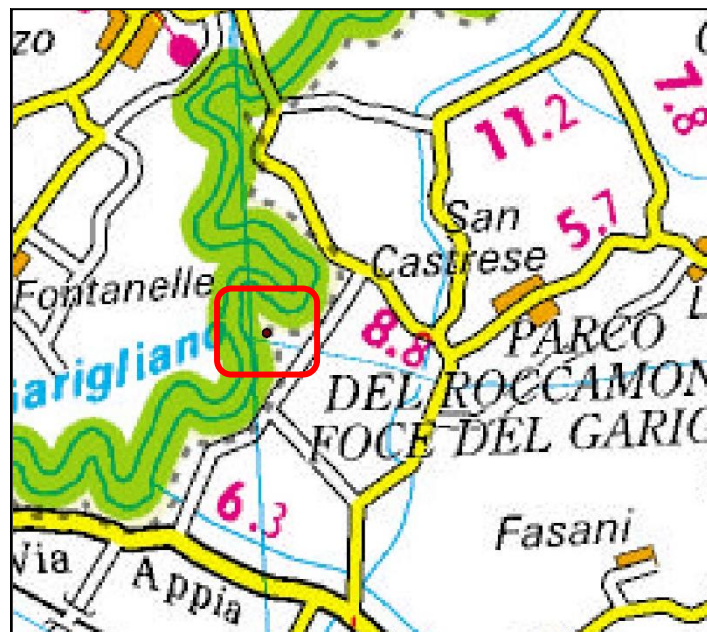 zo
11.2
7.8
San
Castrese
5.7
Fontanelle
Garigliano
8.8
PARCO
DEL ROCCAMON
FOCE DEL GARIG
6.3
Fasani
Via Appia